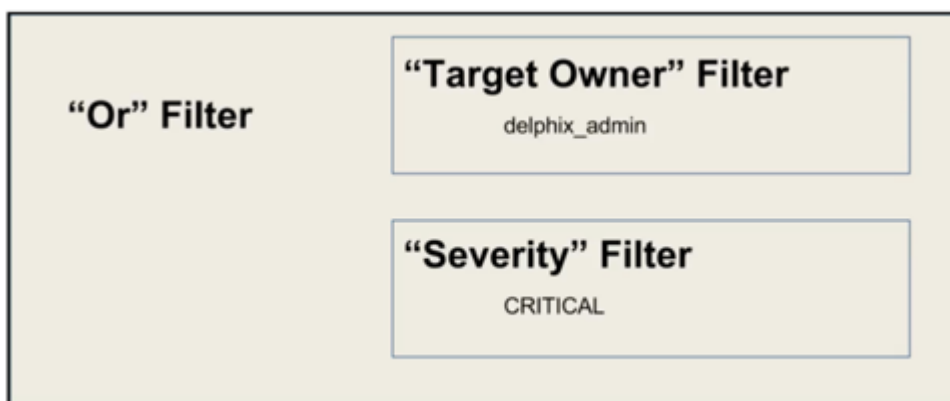 “Or” Filter
“Target Owner” Filter
delphix_admin
“Severity” Filter
CRITICAL